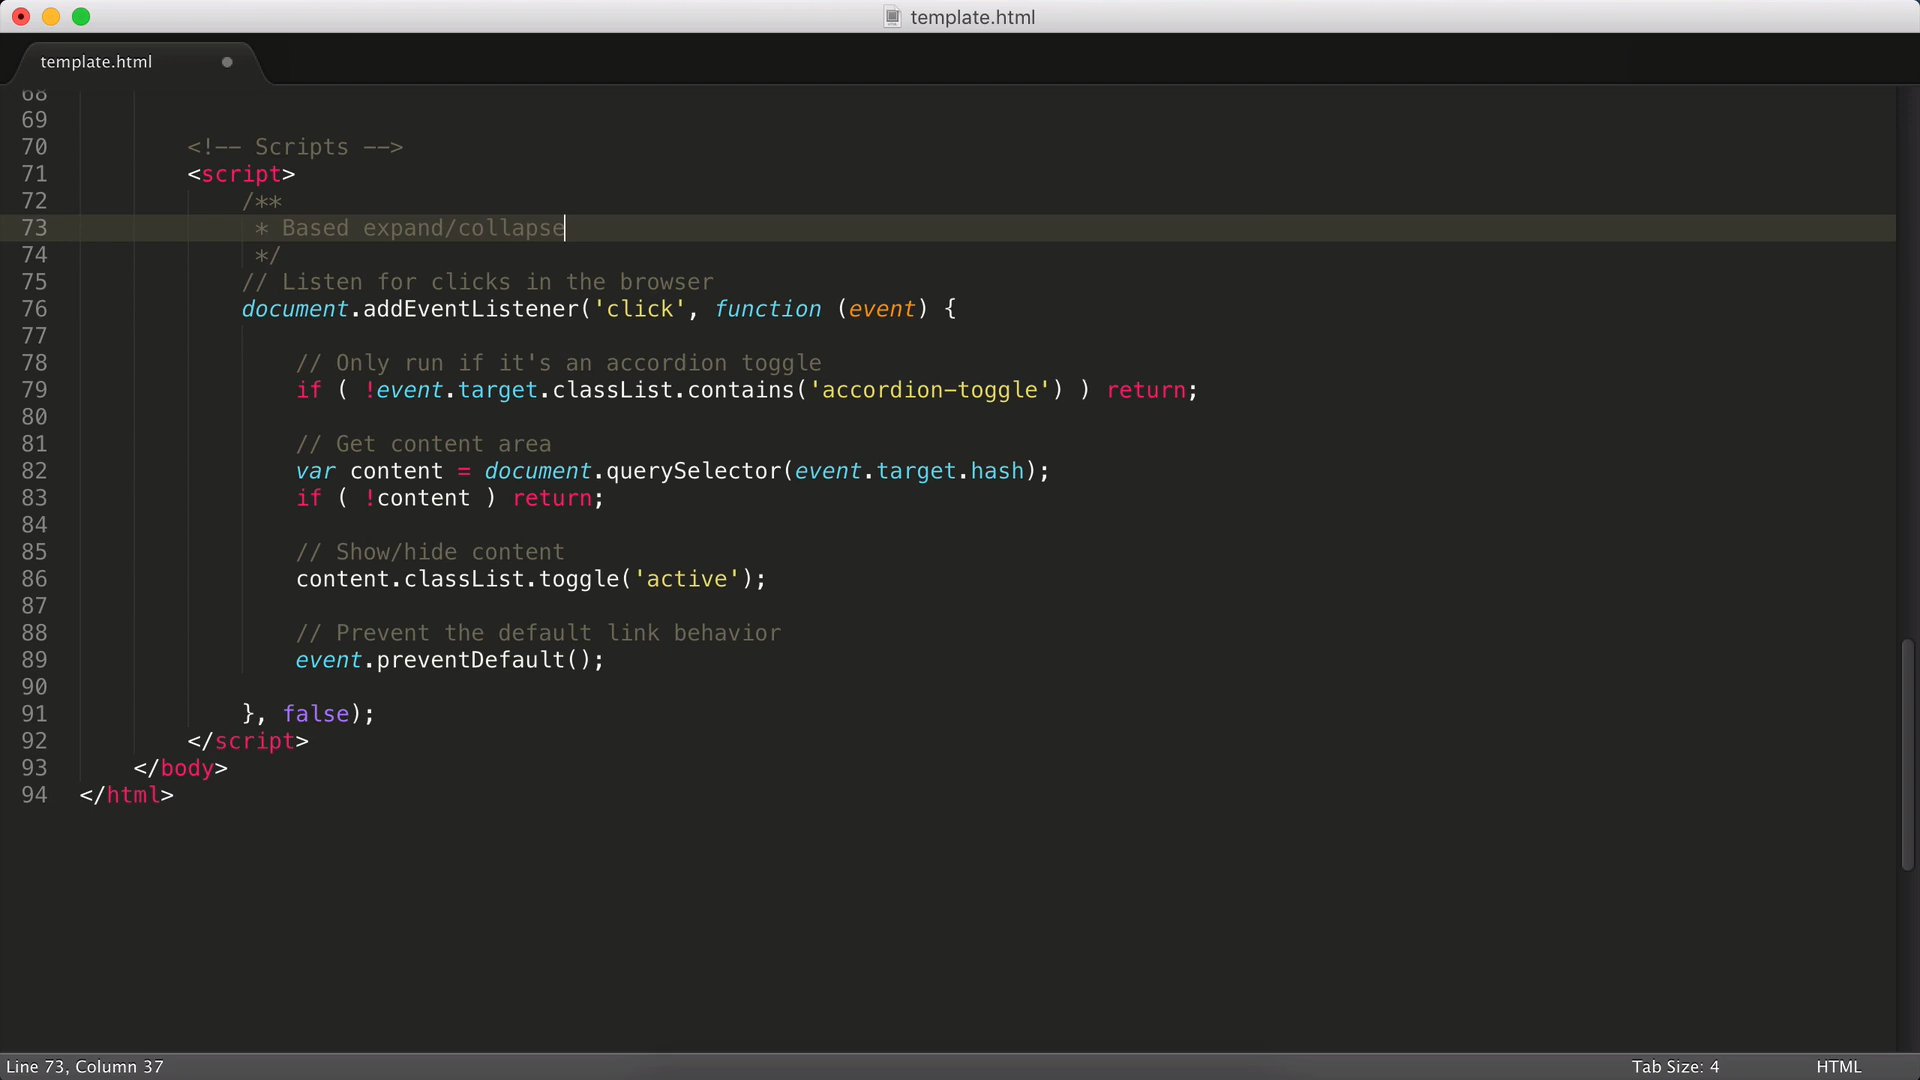 template.html
template.html
68
69
70 <!-- Scripts -->
71 <script>
72 /**
73 * Based expand/collapse
74 */
75 // Listen for clicks in the browser
76 document.addEventListener('click', function (event) {
77
78 // Only run if it's an accordion toggle
79 if ( !event.target.classList.contains('accordion-toggle') ) return;
80
81 // Get content area
82 var content = document.querySelector(event.target.hash);
83 if ( !content ) return;
84
85 // Show/hide content
86 content.classList.toggle('active');
87
88 // Prevent the default link behavior
89 event.preventDefault();
90
91 }, false);
92 </script>
93 </body>
94 </html>
Line 73, Column 37 Tab Size: 4 HTML